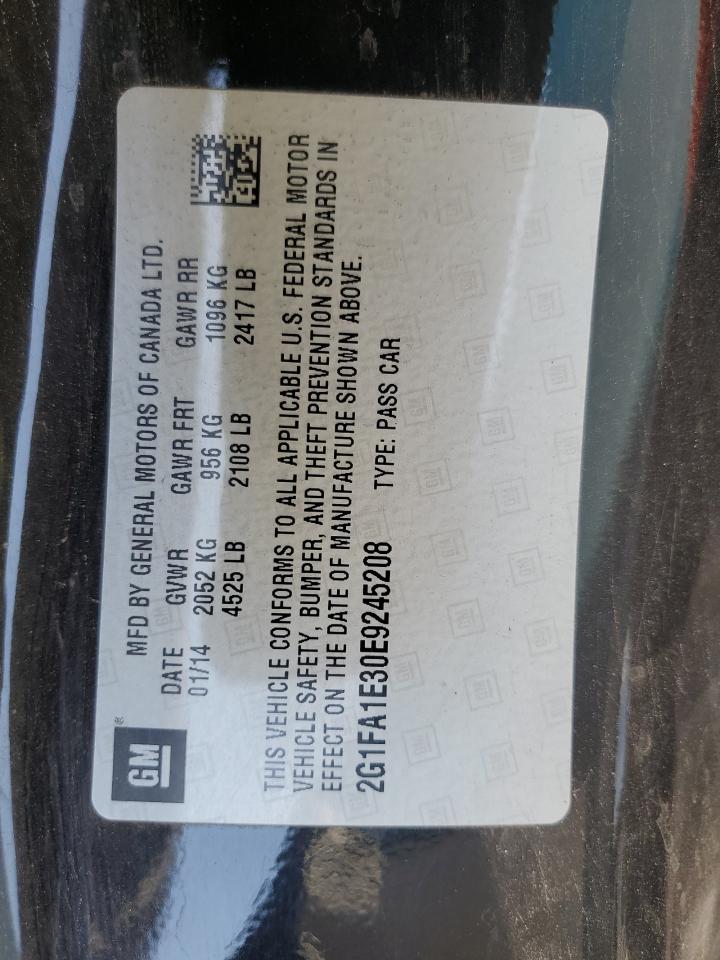 GM®
MFD BY GENERAL MOTORS OF CANADA LTD.
DATE GVWR GAWR FRT GAWR RR
01/14 2052 KG 956 KG 1096 KG
4525 LB 2108 LB 2417 LB
THIS VEHICLE CONFORMS TO ALL APPLICABLE U.S. FEDERAL MOTOR
VEHICLE SAFETY, BUMPER, AND THEFT PREVENTION STANDARDS IN
EFFECT ON THE DATE OF MANUFACTURE SHOWN ABOVE.
2G1FA1E30E9245208 TYPE: PASS CAR